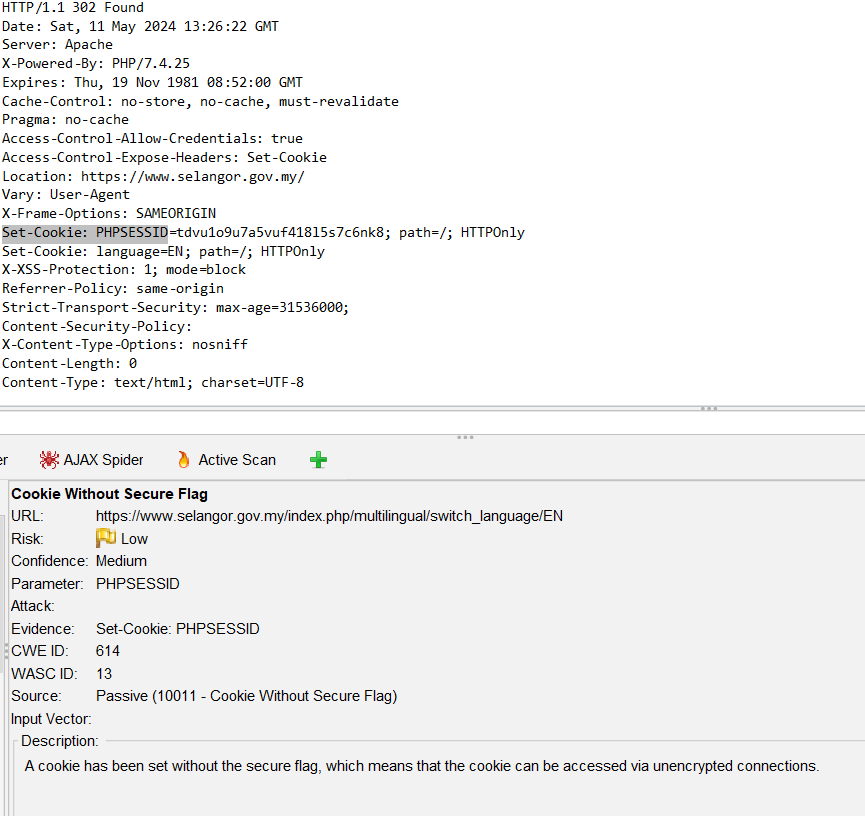 HTTP/1.1 302 Found
Date: Sat, 11 May 2024 13:26:22 GMT
Server: Apache
X-Powered-By: PHP/7.4.25
Expires: Thu, 19 Nov 1981 08:52:00 GMT
Cache-Control: no-store, no-cache, must-revalidate
Pragma: no-cache
Access-Control-Allow-Credentials: true
Access-Control-Expose-Headers: Set-Cookie
Location: https://www.selangor.gov.my/
Vary: User-Agent
X-Frame-Options: SAMEORIGIN
Set-Cookie: PHPSESSID=tdvu1o9u7a5vuf418l5s7c6nk8; path=/; HTTPOnly
Set-Cookie: language=EN; path=/; HTTPOnly
X-XSS-Protection: 1; mode=block
Referrer-Policy: same-origin
Strict-Transport-Security: max-age=31536000;
Content-Security-Policy:
X-Content-Type-Options: nosniff
Content-Length: 0
Content-Type: text/html; charset=UTF-8
er AJAX Spider Active Scan
Cookie Without Secure Flag
URL: https://www.selangor.gov.my/index.php/multilingual/switch_language/EN
Risk: Low
Confidence: Medium
Parameter: PHPSESSID
Attack:
Evidence: Set-Cookie: PHPSESSID
CWE ID: 614
WASC ID: 13
Source: Passive (10011 - Cookie Without Secure Flag)
Input Vector:
Description:
A cookie has been set without the secure flag, which means that the cookie can be accessed via unencrypted connections.